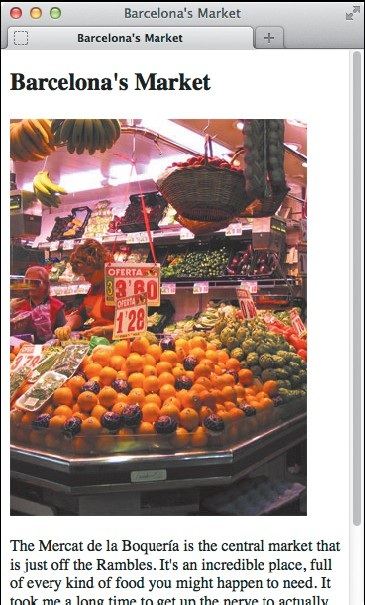 Barcelona's Market
Barcelona's Market
Barcelona's Market
OFERTA
3'80
OFERTA
1'28
The Mercat de la Boquería is the central market that
is just off the Rambles. It's an incredible place, full
of every kind of food you might happen to need. It
took me a long time to get up the nerve to actually